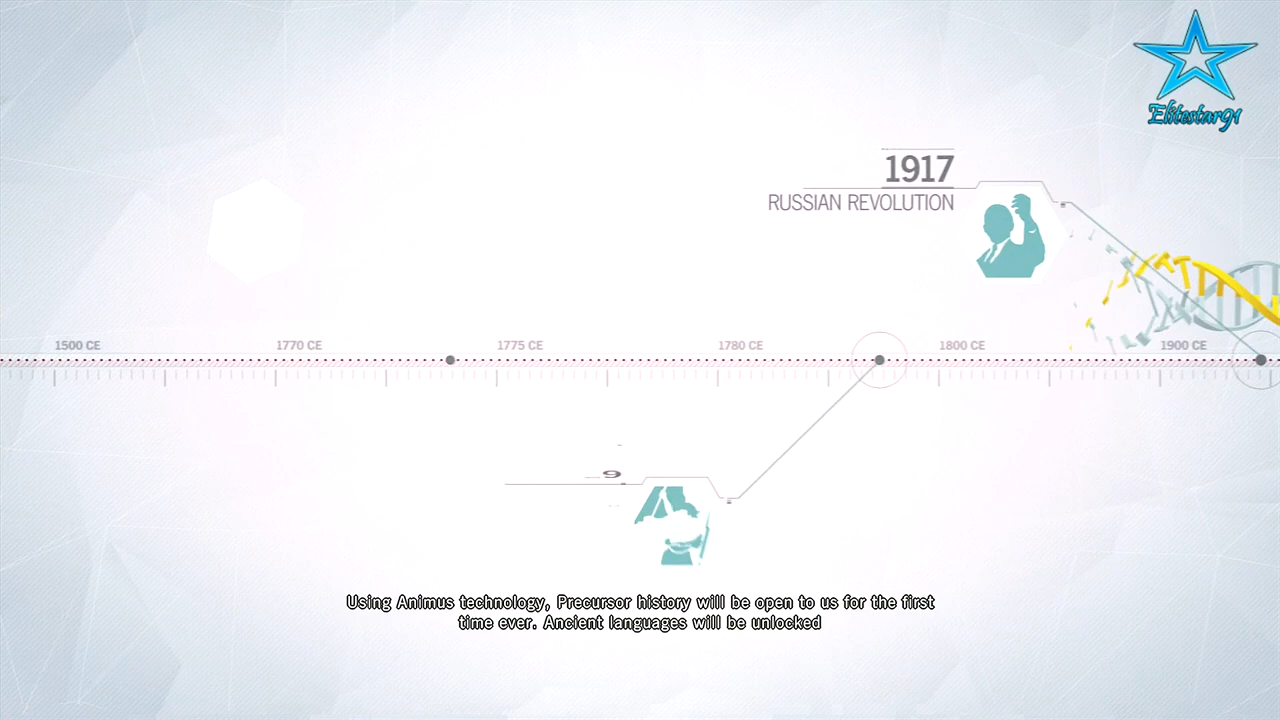 Elitestar91
1917
RUSSIAN REVOLUTION
1500 CE
1770 CE
1775 CE
1780 CE
1800 CE
1900 CE
9
Using Animus technology, Precursor history will be open to us for the first
time ever. Ancient languages will be unlocked